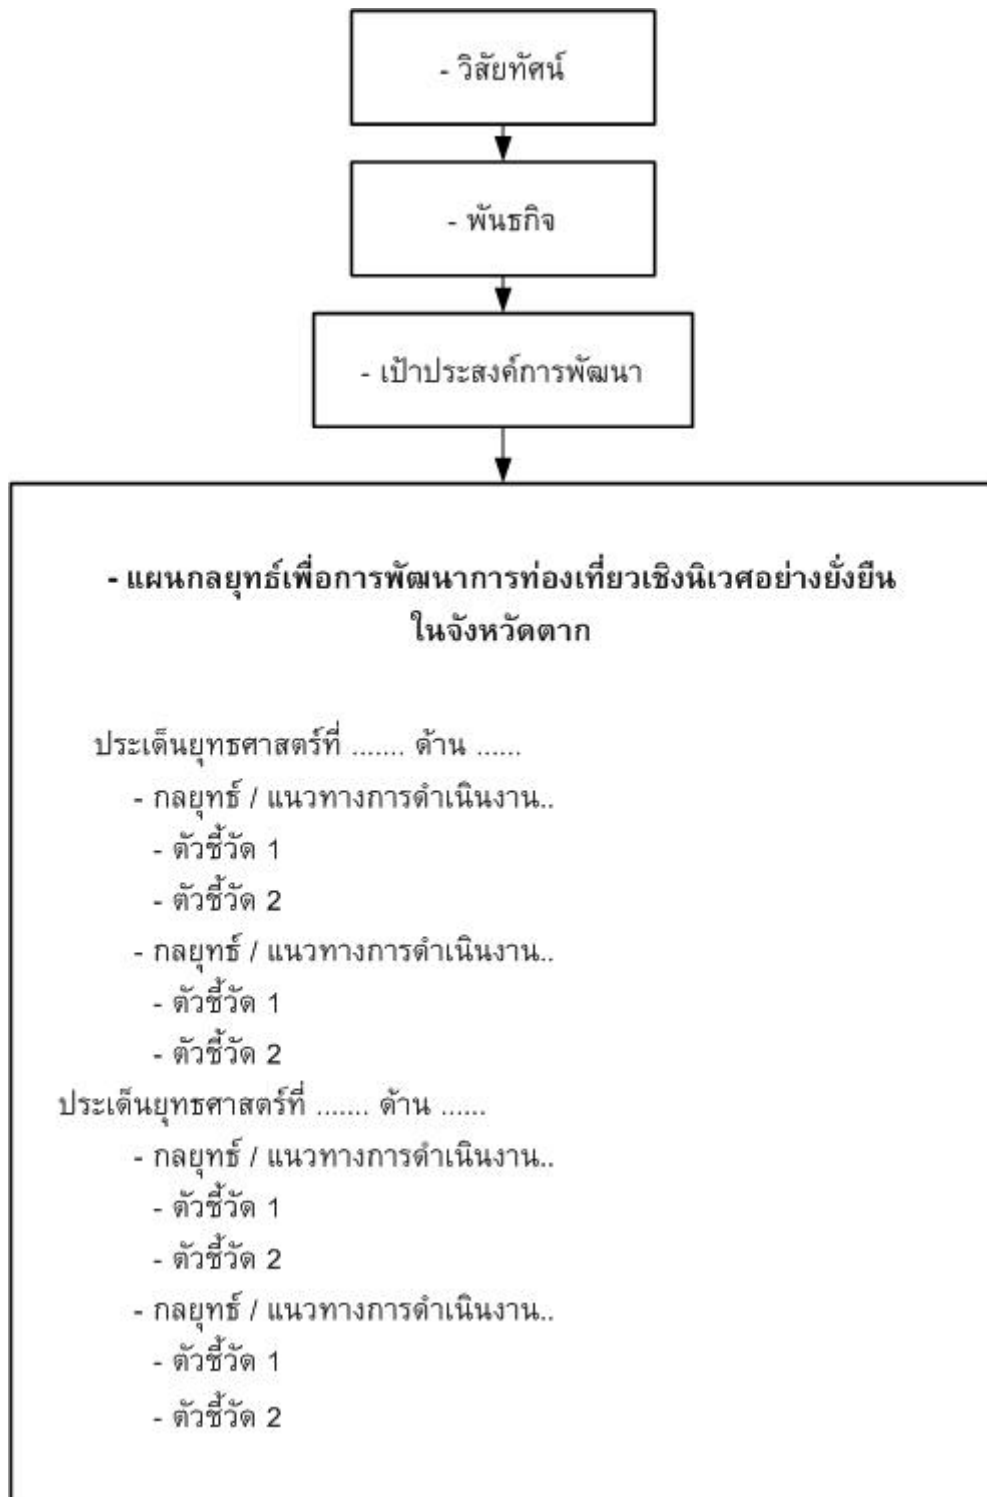 - วิสัยทัศน์
- พันธกิจ
- เป้าประสงค์การพัฒนา
- แผนกลยุทธ์เพื่อการพัฒนาการท่องเที่ยวเชิงนิเวศอย่างยั่งยืน
ในจังหวัดตาก
ประเด็นยุทธศาสตร์ที่ ....... ด้าน ......
- กลยุทธ์ / แนวทางการดำเนินงาน..
- ตัวชี้วัด 1
- ตัวชี้วัด 2
- กลยุทธ์ / แนวทางการดำเนินงาน..
- ตัวชี้วัด 1
- ตัวชี้วัด 2
ประเด็นยุทธศาสตร์ที่ ....... ด้าน ......
- กลยุทธ์ / แนวทางการดำเนินงาน..
- ตัวชี้วัด 1
- ตัวชี้วัด 2
- กลยุทธ์ / แนวทางการดำเนินงาน..
- ตัวชี้วัด 1
- ตัวชี้วัด 2